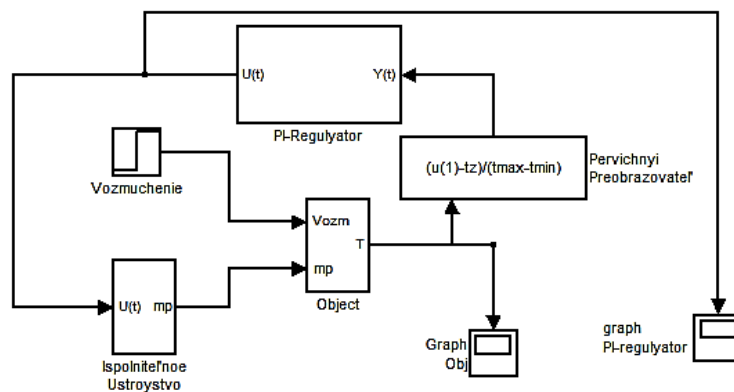 U(t)
Y(t)
PI-Regulyator
(u(1)-tz)/(tmax-tmin)
Pervichnyi
Preobrazovatel'
Vozmuchenie
Vozm
T
mp
Object
U(t)
mp
Ispolnitel'noe
Ustroystvo
Graph
Obj
graph
PI-regulyator